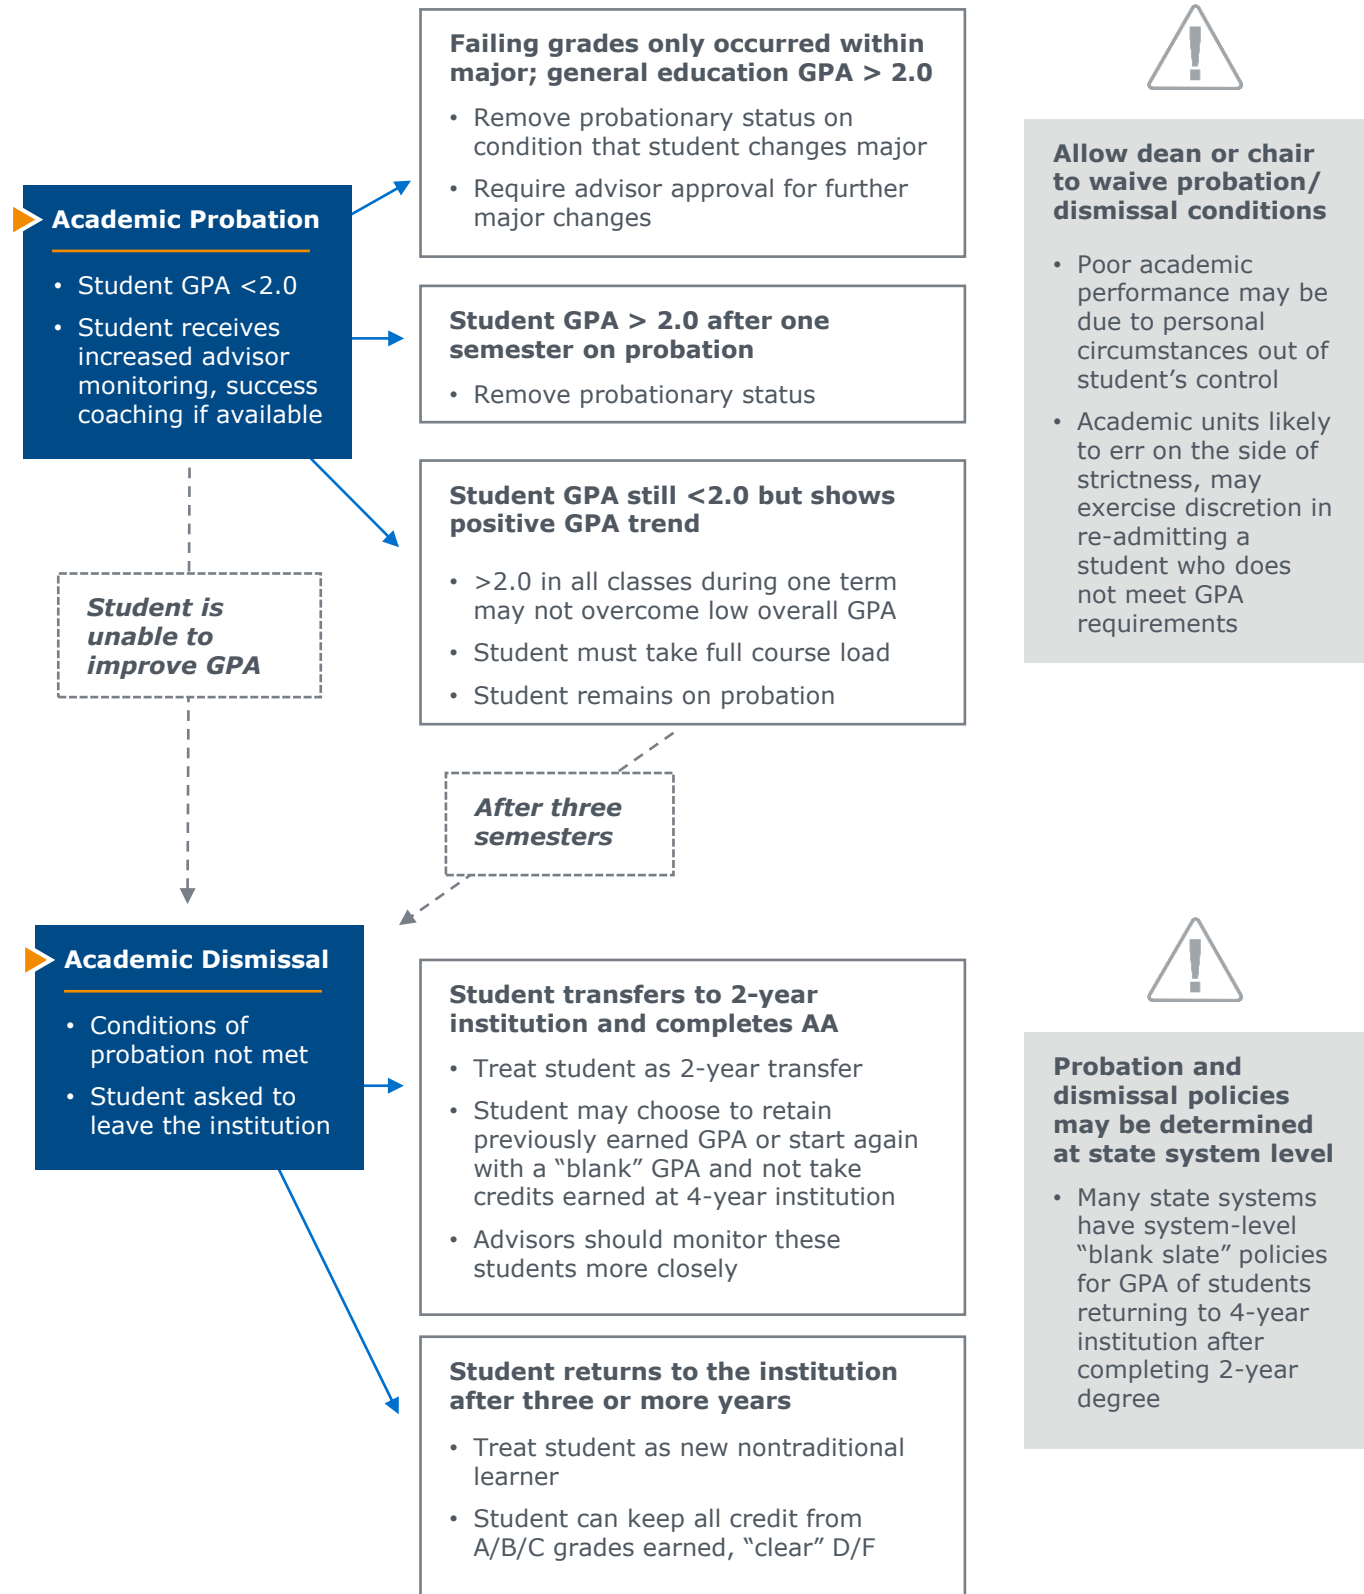 Failing grades only occurred within
major; general education GPA > 2.0
• Remove probationary status on
condition that student changes major
• Require advisor approval for further
major changes
Academic Probation
• Student GPA <2.0
• Student receives
increased advisor
monitoring, success
coaching if available
Student GPA > 2.0 after one
semester on probation
• Remove probationary status
Student GPA still <2.0 but shows
positive GPA trend
• >2.0 in all classes during one term
may not overcome low overall GPA
• Student must take full course load
• Student remains on probation
Allow dean or chair
to waive probation/
dismissal conditions
• Poor academic
performance may be
due to personal
circumstances out of
student’s control
• Academic units likely
to err on the side of
strictness, may
exercise discretion in
re-admitting a
student who does
not meet GPA
requirements
Student is
unable to
improve GPA
After three
semesters
Academic Dismissal
• Conditions of
probation not met
• Student asked to
leave the institution
Student transfers to 2-year
institution and completes AA
• Treat student as 2-year transfer
• Student may choose to retain
previously earned GPA or start again
with a “blank” GPA and not take
credits earned at 4-year institution
• Advisors should monitor these
students more closely
Student returns to the institution
after three or more years
• Treat student as new nontraditional
learner
• Student can keep all credit from
A/B/C grades earned, “clear” D/F
Probation and
dismissal policies
may be determined
at state system level
• Many state systems
have system-level
“blank slate” policies
for GPA of students
returning to 4-year
institution after
completing 2-year
degree